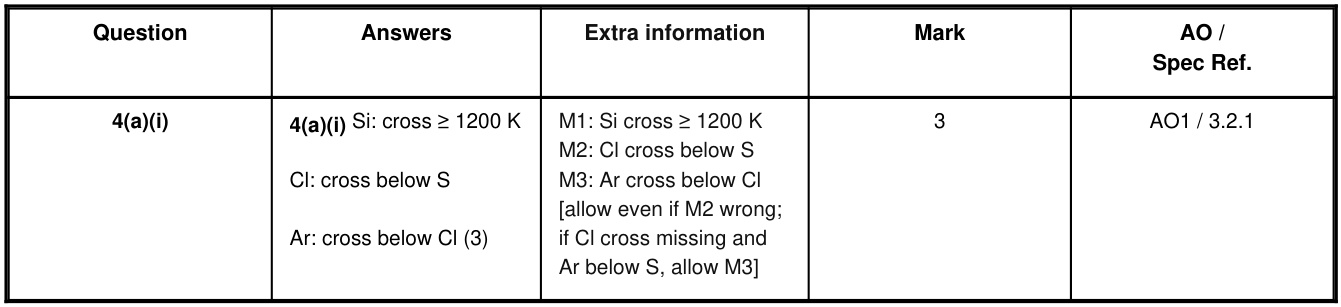 Question
Answers
Extra information
Mark
AO /
Spec Ref.
4(a)(i)
4(a)(i) Si: cross ≥ 1200 K
Cl: cross below S
Ar: cross below Cl (3)
M1: Si cross ≥ 1200 K
M2: Cl cross below S
M3: Ar cross below Cl
[allow even if M2 wrong;
if Cl cross missing and
Ar below S, allow M3]
3
AO1 / 3.2.1